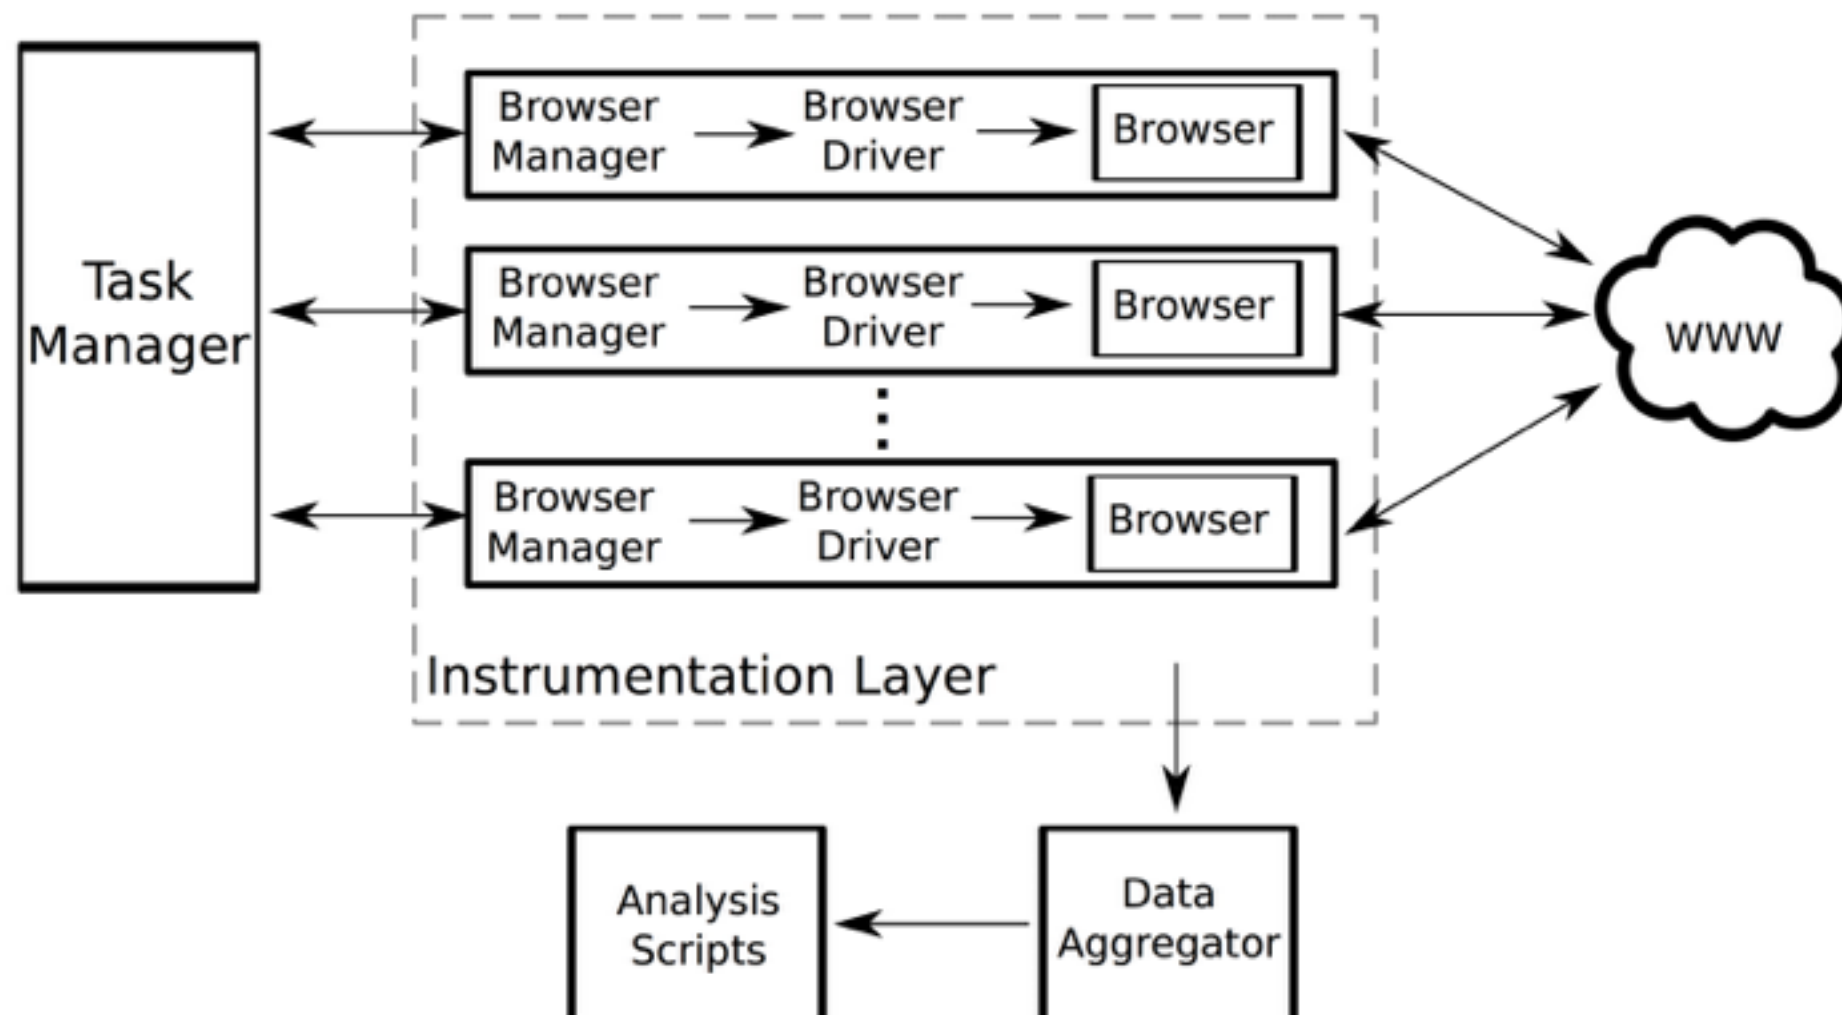 Task
Manager
Browser
Manager
Browser
Driver
Browser
Browser
Manager
Browser
Driver
Browser
Browser
Manager
Browser
Driver
Browser
WWW
Instrumentation Layer
Analysis
Scripts
Data
Aggregator